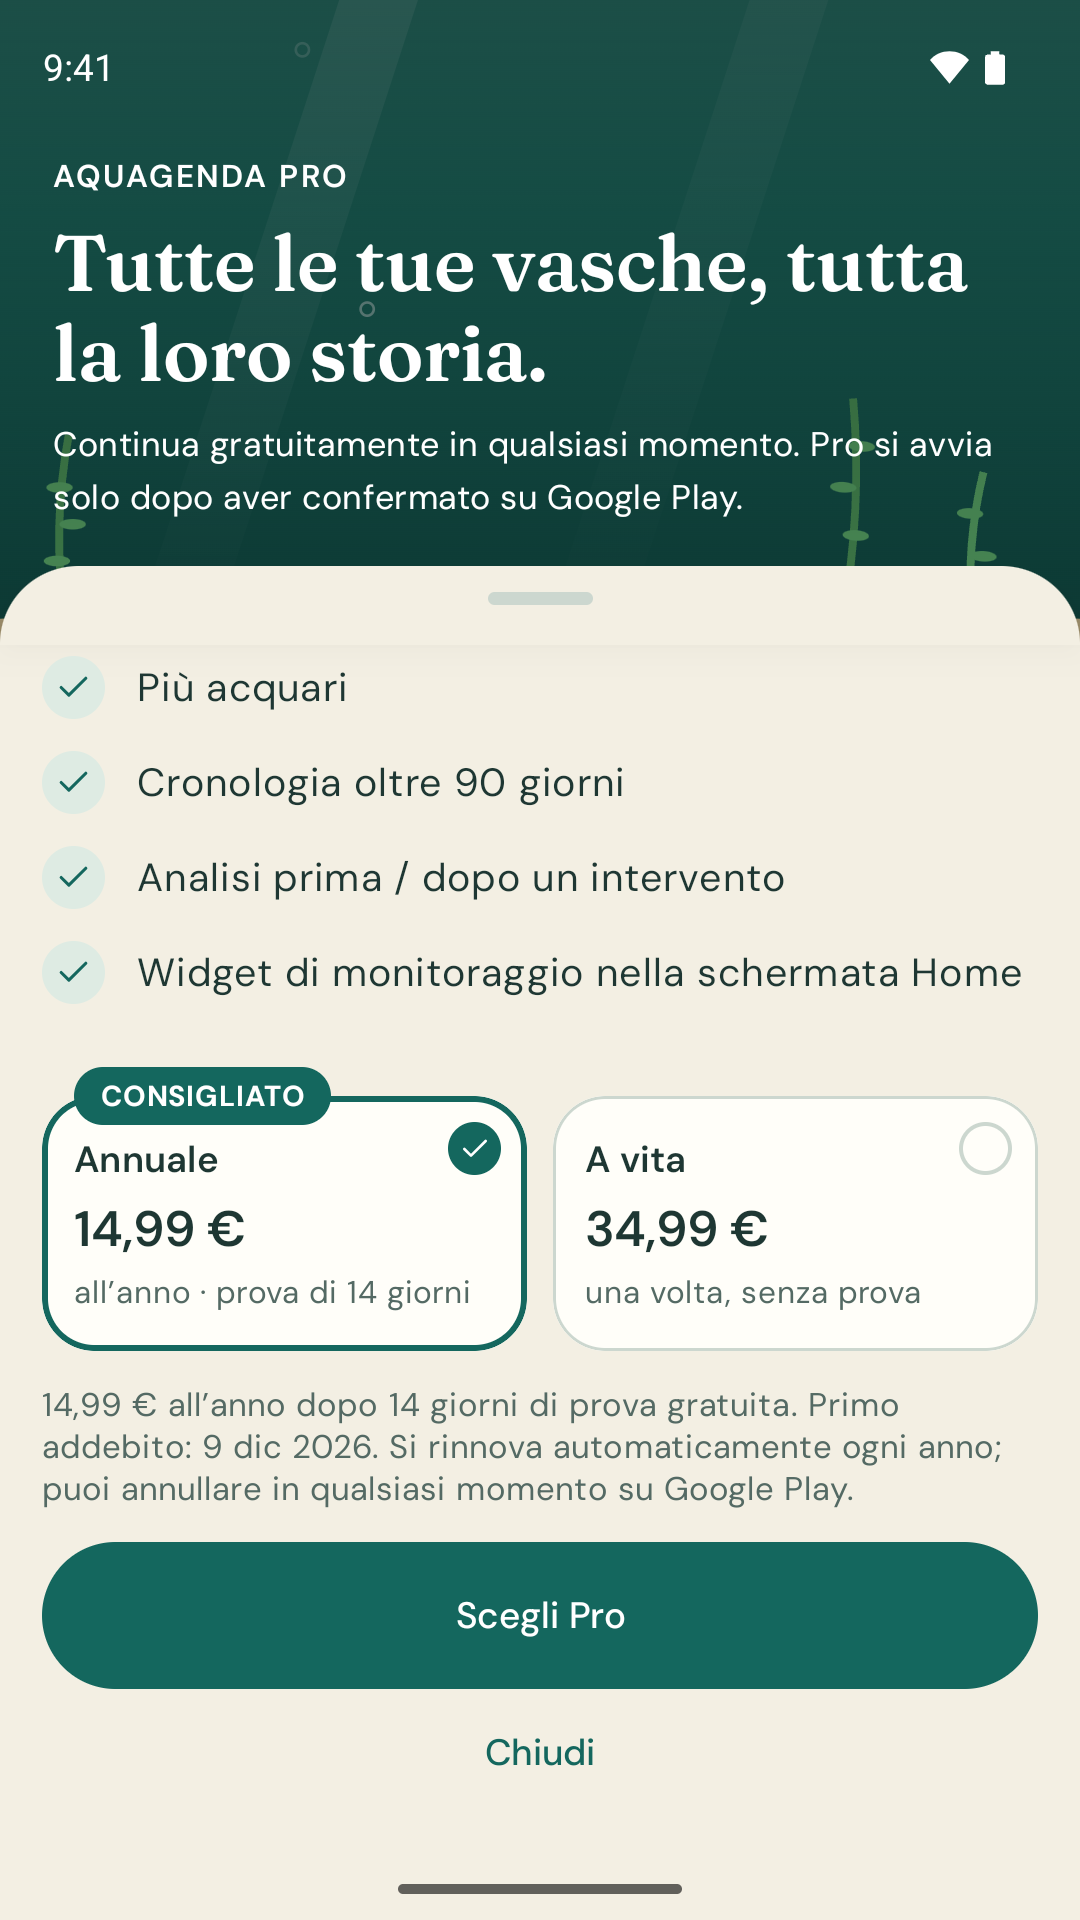 9:41
AQUAGENDA PRO
Tutte le tue vasche, tutta
la loro storia.
Continua gratuitamente in qualsiasi momento. Pro si avvia
solo dopo aver confermato su Google Play.
Più acquari
Cronologia oltre 90 giorni
Analisi prima / dopo un intervento
Widget di monitoraggio nella schermata Home
CONSIGLIATO
Annuale
14,99 €
all’anno · prova di 14 giorni
A vita
34,99 €
una volta, senza prova
14,99 € all’anno dopo 14 giorni di prova gratuita. Primo
addebito: 9 dic 2026. Si rinnova automaticamente ogni anno;
puoi annullare in qualsiasi momento su Google Play.
Scegli Pro
Chiudi